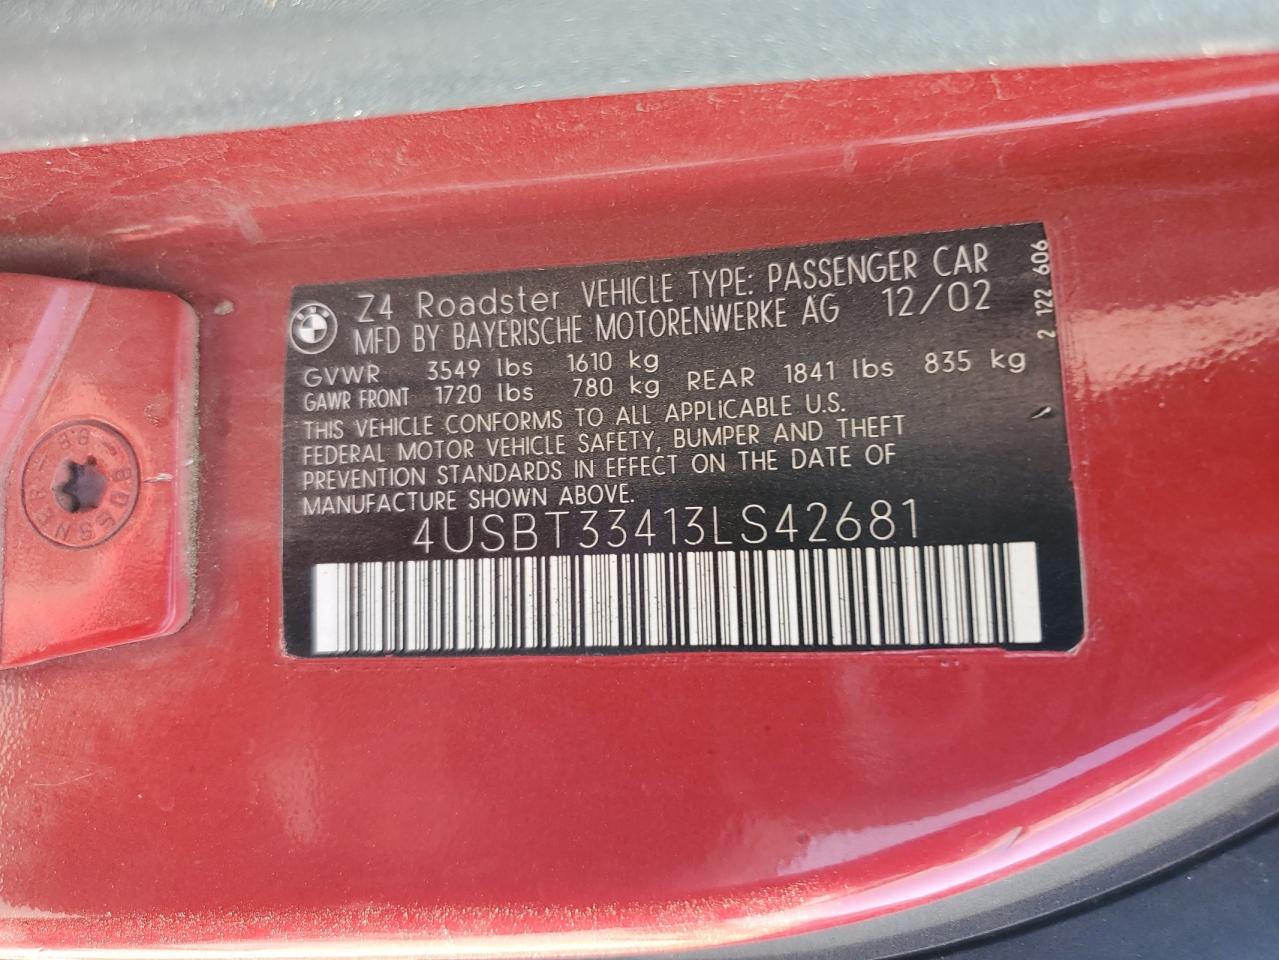 Z4 Roadster VEHICLE TYPE: PASSENGER CAR
MFD BY BAYERISCHE MOTORENWERKE AG 12/02
GVWR 3549 lbs 1610 kg
GAWR FRONT 1720 lbs 780 kg REAR 1841 lbs 835 kg
THIS VEHICLE CONFORMS TO ALL APPLICABLE U.S.
FEDERAL MOTOR VEHICLE SAFETY, BUMPER AND THEFT
PREVENTION STANDARDS IN EFFECT ON THE DATE OF
MANUFACTURE SHOWN ABOVE.
4USBT33413LS42681
2 122 606
8.8